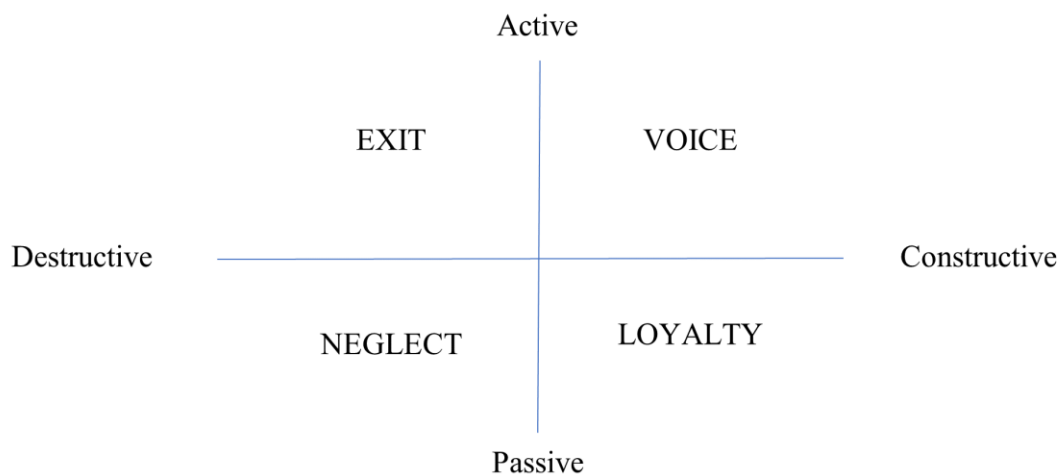 Active
EXIT VOICE
Destructive Constructive
NEGLECT LOYALTY
Passive